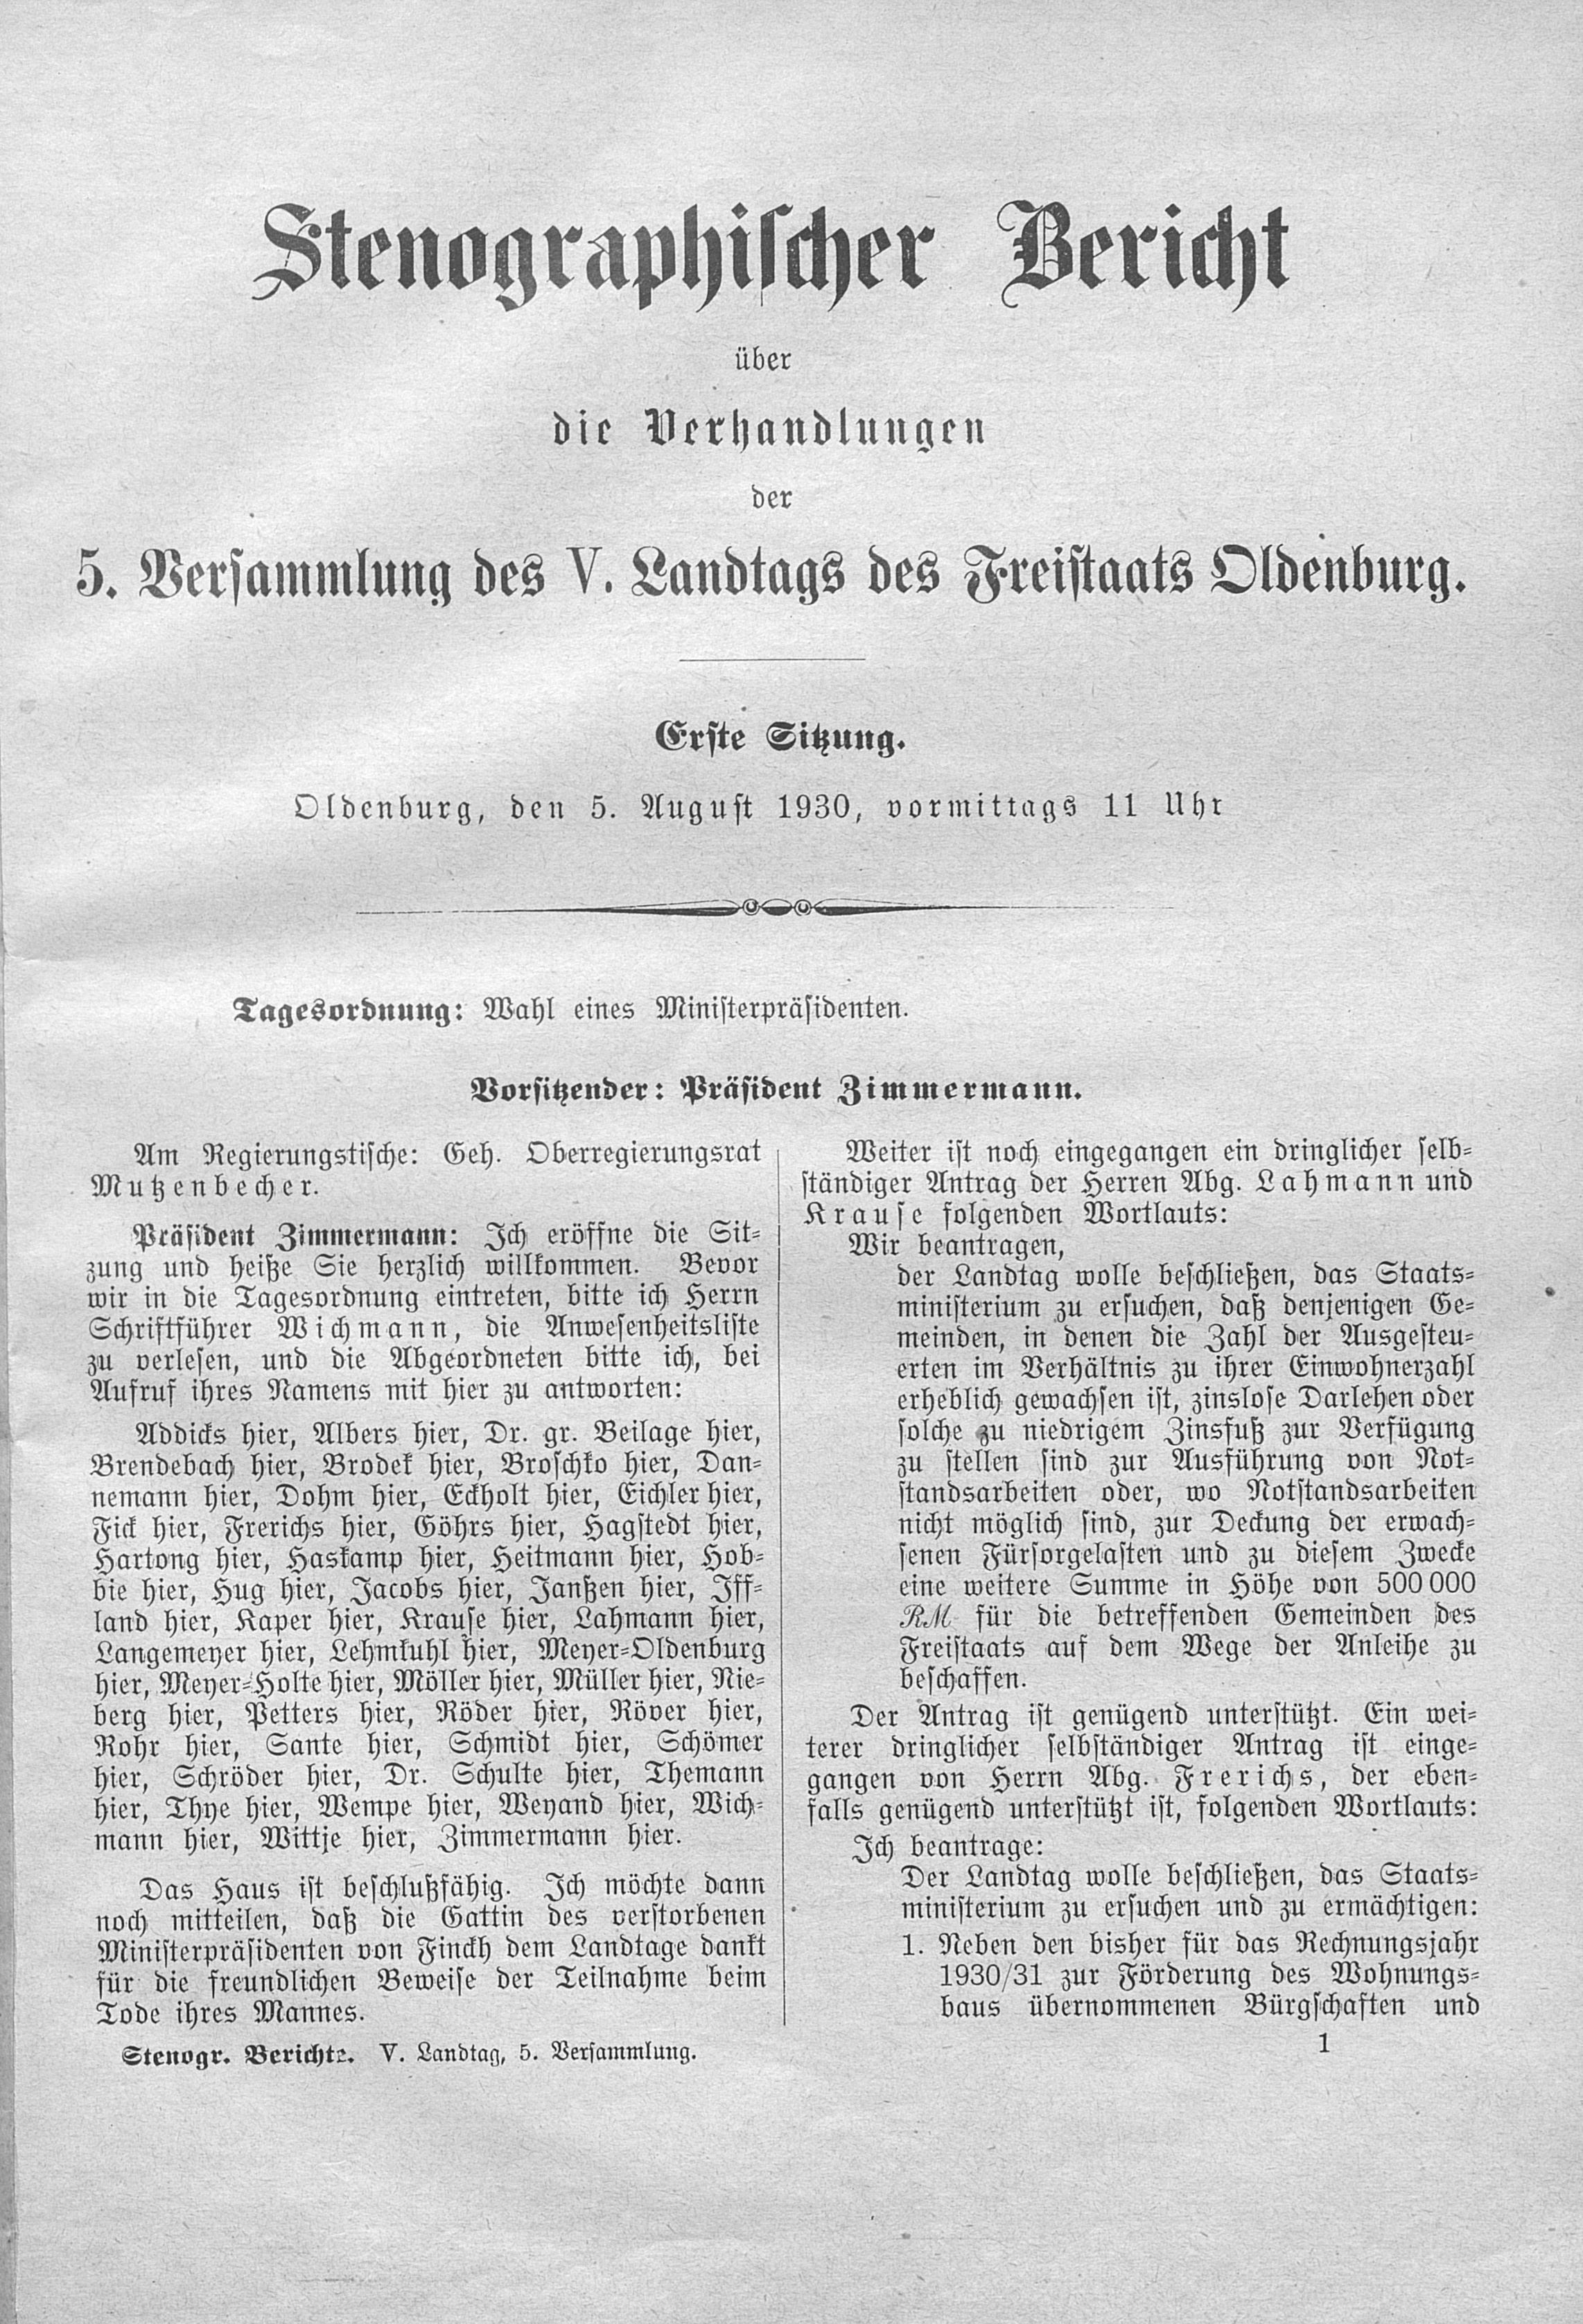 Stenographischer Bericht
über
die Verhandlungen
der
5. Versammlung des V. Landtags des Freistaats Oldenburg.
Erste Sitzung.
Oldenburg, den 5. August 1930, vormittags 11 Uhr
Tagesordnung: Wahl eines Ministerpräsidenten.
Vorsitzender: Präsident Zimmermann.
Am Regierungstische: Geh. Oberregierungsrat
Mutzenbecher.
Präsident Zimmermann: Ich eröffne die Sit-
zung und heiße Sie herzlich willkommen. Bevor
wir in die Tagesordnung eintreten, bitte ich Herrn
Schriftführer Wichmann, die Anwesenheitsliste
zu verlesen, und die Abgeordneten bitte ich, bei
Aufruf ihres Namens mit hier zu antworten:
Addicks hier, Albers hier, Dr. gr. Beilage hier,
Brendebach hier, Brodek hier, Broschko hier, Dan-
nemann hier, Dohm hier, Eckholt hier, Eichler hier,
Fick hier, Frerichs hier, Göhrs hier, Hagstedt hier,
Hartong hier, Haskamp hier, Heitmann hier, Hob-
bie hier, Hug hier, Jacobs hier, Janßen hier, Iff-
land hier, Kaper hier, Krause hier, Lahmann hier,
Langemeyer hier, Lehmkuhl hier, Meyer-Oldenburg
hier, Meyer-Holte hier, Möller hier, Müller hier, Nie-
berg hier, Petters hier, Röder hier, Röver hier,
Rohr hier, Sante hier, Schmidt hier, Schömer
hier, Schröder hier, Dr. Schulte hier, Themann
hier, Thye hier, Wempe hier, Weyand hier, Wich-
mann hier, Wittje hier, Zimmermann hier.
Das Haus ist beschlußfähig. Ich möchte dann
noch mitteilen, daß die Gattin des verstorbenen
Ministerpräsidenten von Finckh dem Landtage dankt
für die freundlichen Beweise der Teilnahme beim
Tode ihres Mannes.
Stenogr. Berichte. V. Landtag, 5. Versammlung.
Weiter ist noch eingegangen ein dringlicher selb-
ständiger Antrag der Herren Abg. Lahmann und
Krause folgenden Wortlauts:
Wir beantragen,
der Landtag wolle beschließen, das Staats-
ministerium zu ersuchen, daß denjenigen Ge-
meinden, in denen die Zahl der Ausgesteu-
erten im Verhältnis zu ihrer Einwohnerzahl
erheblich gewachsen ist, zinslose Darlehen oder
solche zu niedrigem Zinsfuß zur Verfügung
zu stellen sind zur Ausführung von Not-
standsarbeiten oder, wo Notstandsarbeiten
nicht möglich sind, zur Deckung der erwach-
senen Fürsorgelasten und zu diesem Zwecke
eine weitere Summe in Höhe von 500 000
RM für die betreffenden Gemeinden des
Freistaats auf dem Wege der Anleihe zu
beschaffen.
Der Antrag ist genügend unterstützt. Ein wei-
terer dringlicher selbständiger Antrag ist einge-
gangen von Herrn Abg. Frerichs, der eben-
falls genügend unterstützt ist, folgenden Wortlauts:
Ich beantrage:
Der Landtag wolle beschließen, das Staats-
ministerium zu ersuchen und zu ermächtigen:
1. Neben den bisher für das Rechnungsjahr
1930/31 zur Förderung des Wohnungs-
baus übernommenen Bürgschaften und
1